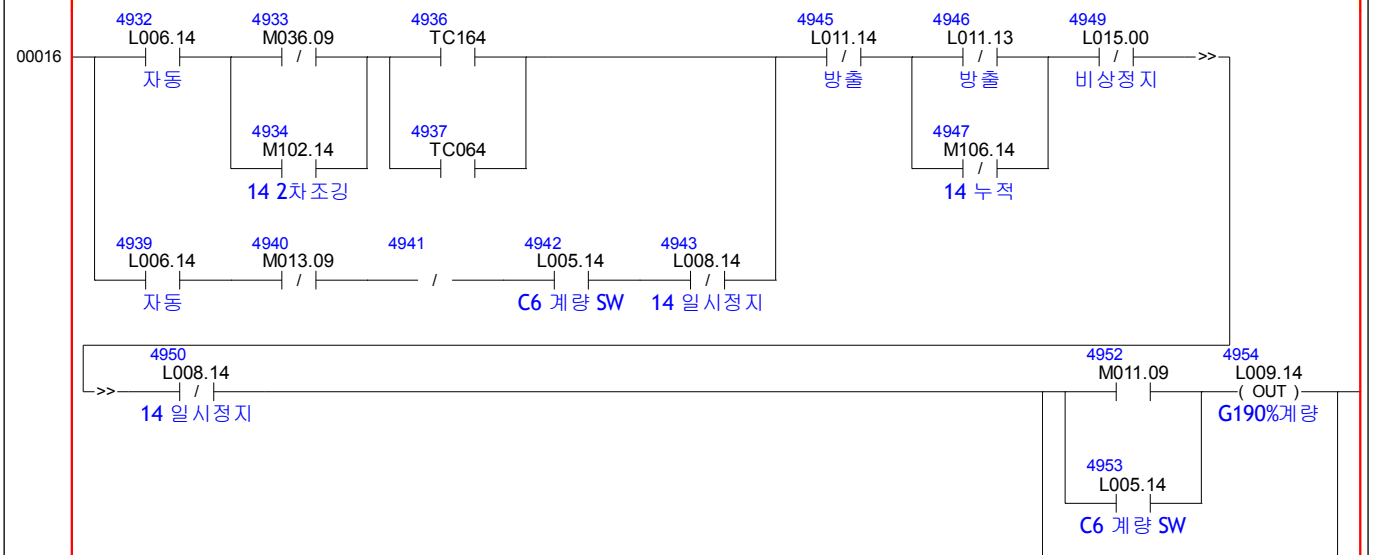 4932 4933 4936 4945 4946 4949
L006.14 M036.09 TC164 L011.14 L011.13 L015.00
00016 / / / / >>
자동 방출 방출 비상정지
4934 4937 4947
M102.14 TC064 M106.14
/
14 2차조깅 14 누적
4939 4940 4941 4942 4943
L006.14 M013.09 L005.14 L008.14
/ / /
자동 C6 계량 SW 14 일시정지
4950 4952 4954
L008.14 M011.09 L009.14
>> / ( OUT )
14 일시정지 G190%계량
4953
L005.14
C6 계량 SW